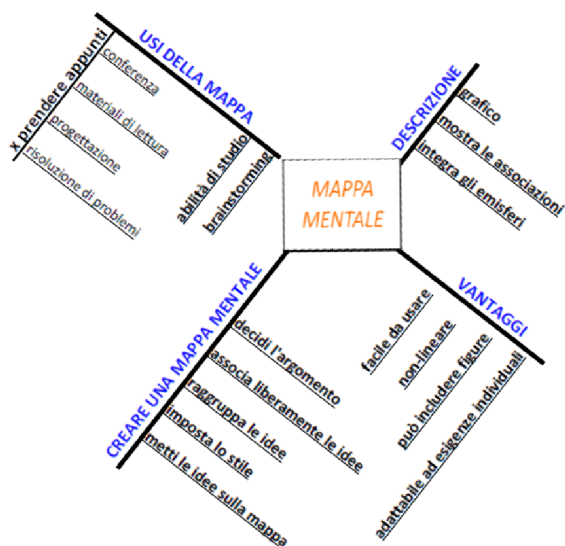 MAPPA
MENTALE
USI DELLA MAPPA
x prendere appunti
conferenza
materiali di lettura
progettazione
risoluzione di problemi
abilità di studio
brainstorming
DESCRIZIONE
grafico
mostra le associazioni
integra gli emisferi
VANTAGGI
facile da usare
non-lineare
può includere figure
adattabile ad esigenze individuali
CREARE UNA MAPPA MENTALE
decidi l'argomento
associa liberamente le idee
raggruppa le idee
imposta lo stile
metti le idee sulla mappa